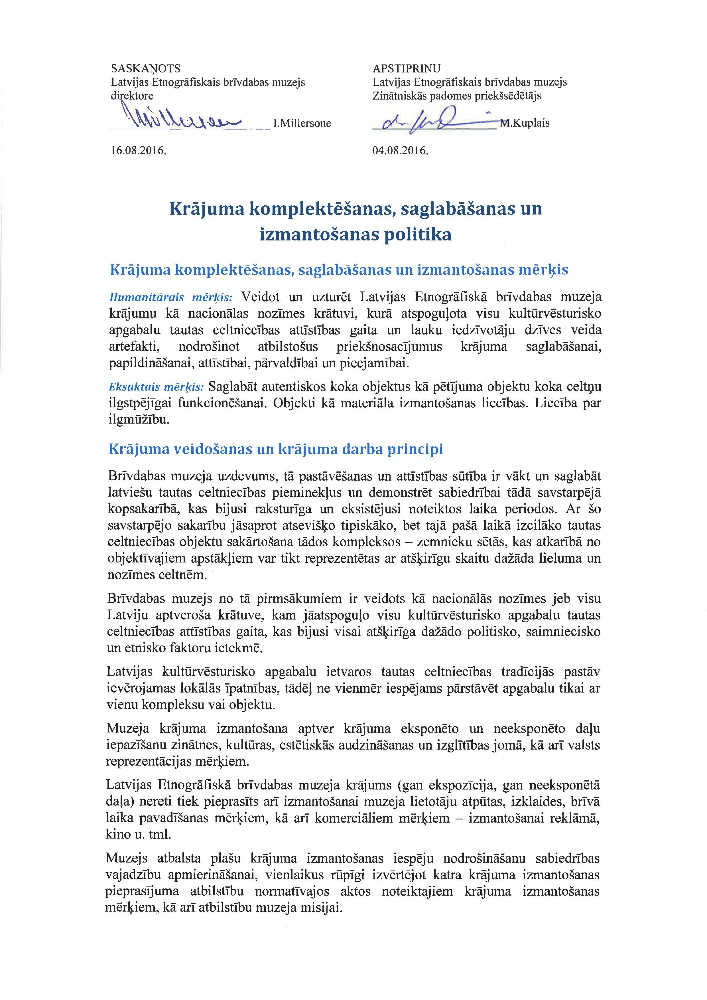 SASKAŅOTS
Latvijas Etnogrāfiskais brīvdabas muzejs
direktore
I.Millersone
16.08.2016.
APSTIPRINU
Latvijas Etnogrāfiskais brīvdabas muzejs
Zinātniskās padomes priekšsēdētājs
M.Kuplais
04.08.2016.
Krājuma komplektēšanas, saglabāšanas un
izmantošanas politika
Krājuma komplektēšanas, saglabāšanas un izmantošanas mērķis
Humanitārais mērķis: Veidot un uzturēt Latvijas Etnogrāfiskā brīvdabas muzeja
krājumu kā nacionālas nozīmes krātuvi, kurā atspoguļota visu kultūrvēsturisko
apgabalu tautas celtniecības attīstības gaita un lauku iedzīvotāju dzīves veida
artefakti, nodrošinot atbilstošus priekšnosacījumus krājuma saglabāšanai,
papildināšanai, attīstībai, pārvaldībai un pieejamībai.
Eksaktais mērķis: Saglabāt autentiskos koka objektus kā pētījuma objektu koka celtņu
ilgstpējīgai funkcionēšanai. Objekti kā materiāla izmantošanas liecības. Liecība par
ilgmūžību.
Krājuma veidošanas un krājuma darba principi
Brīvdabas muzeja uzdevums, tā pastāvēšanas un attīstības sūtība ir vākt un saglabāt
latviešu tautas celtniecības pieminekļus un demonstrēt sabiedrībai tādā savstarpējā
kopsakarībā, kas bijusi raksturīga un eksistējusi noteiktos laika periodos. Ar šo
savstarpējo sakarību jāsaprot atsevišķo tipiskāko, bet tajā pašā laikā izcilāko tautas
celtniecības objektu sakārtošana tādos kompleksos – zemnieku sētās, kas atkarībā no
objektīvajiem apstākļiem var tikt reprezentētas ar atšķirīgu skaitu dažāda lieluma un
nozīmes celtnēm.
Brīvdabas muzejs no tā pirmsākumiem ir veidots kā nacionālās nozīmes jeb visu
Latviju aptveroša krātuve, kam jāatspoguļo visu kultūrvēsturisko apgabalu tautas
celtniecības attīstības gaita, kas bijusi visai atšķirīga dažādo politisko, saimniecisko
un etnisko faktoru ietekmē.
Latvijas kultūrvēsturisko apgabalu ietvaros tautas celtniecības tradīcijās pastāv
ievērojamas lokālās īpatnības, tādēļ ne vienmēr iespējams pārstāvēt apgabalu tikai ar
vienu kompleksu vai objektu.
Muzeja krājuma izmantošana aptver krājuma eksponēto un neeksponēto daļu
iepazīšanu zinātnes, kultūras, estētiskās audzināšanas un izglītības jomā, kā arī valsts
reprezentācijas mērķiem.
Latvijas Etnogrāfiskā brīvdabas muzeja krājums (gan ekspozīcija, gan neeksponētā
daļa) nereti tiek pieprasīts arī izmantošanai muzeja lietotāju atpūtas, izklaides, brīvā
laika pavadīšanas mērķiem, kā arī komerciāliem mērķiem – izmantošanai reklāmā,
kino u. tml.
Muzejs atbalsta plašu krājuma izmantošanas iespēju nodrošināšanu sabiedrības
vajadzību apmierināšanai, vienlaikus rūpīgi izvērtējot katra krājuma izmantošanas
pieprasījuma atbilstību normatīvajos aktos noteiktajiem krājuma izmantošanas
mērķiem, kā arī atbilstību muzeja misijai.